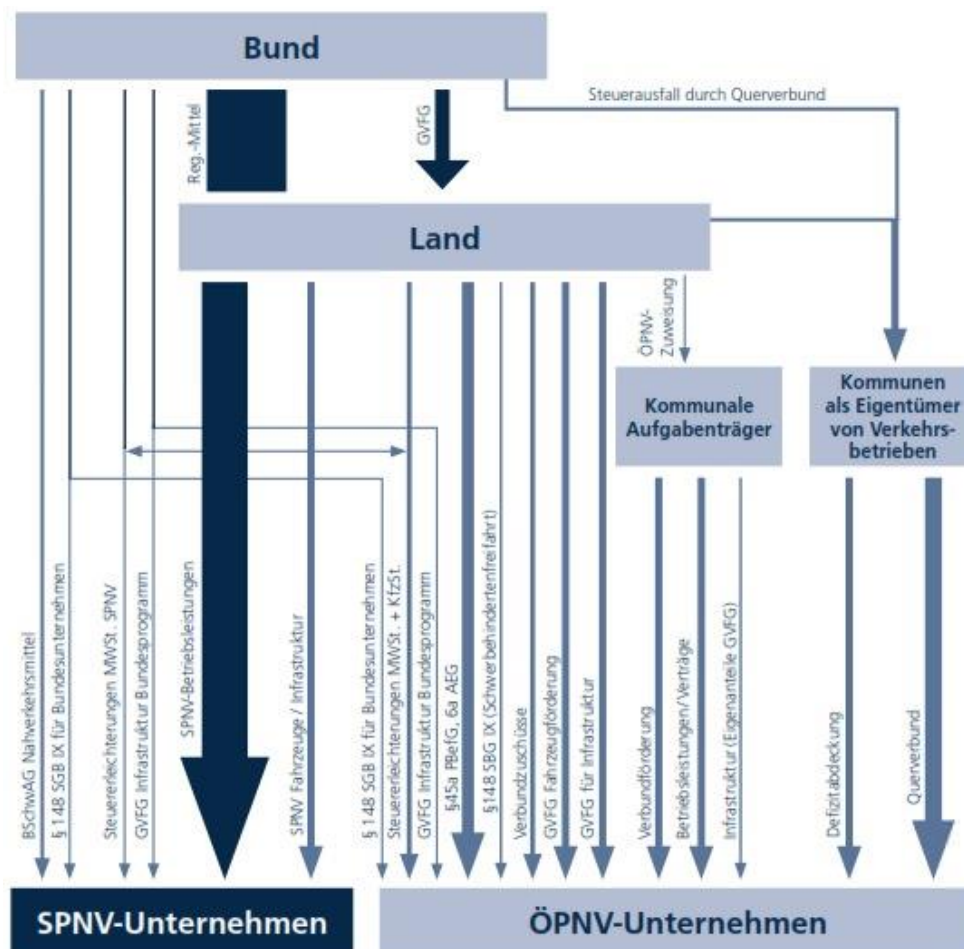 Bund
Steuerausfall durch Querverbund
Reg.-Mittel
GVFG
Land
ÖPNV-
Zuweisung
Kommunale
Aufgabenträger
Kommunen
als Eigentümer
von Verkehrs-
betrieben
BSchwAG Nahverkehrsmittel
§ 148 SGB IX für Bundesunternehmen
Steuererleichterungen MWSt. SPNV
GVFG Infrastruktur Bundesprogramm
SPNV-Betriebsleistungen
SPNV Fahrzeuge / Infrastruktur
§ 148 SGB IX für Bundesunternehmen
Steuererleichterungen MWSt. + KfzSt.
GVFG Infrastruktur Bundesprogramm
§45a PBefG, 6a AEG
§148 SBG IX (Schwerbehindertenfreifahrt)
Verbundzuschüsse
GVFG Fahrzeugförderung
GVFG für Infrastruktur
Verbundförderung
Betriebsleistungen/Verträge
Infrastruktur (Eigenanteile GVFG)
Defizitabdeckung
Querverbund
SPNV-Unternehmen
ÖPNV-Unternehmen